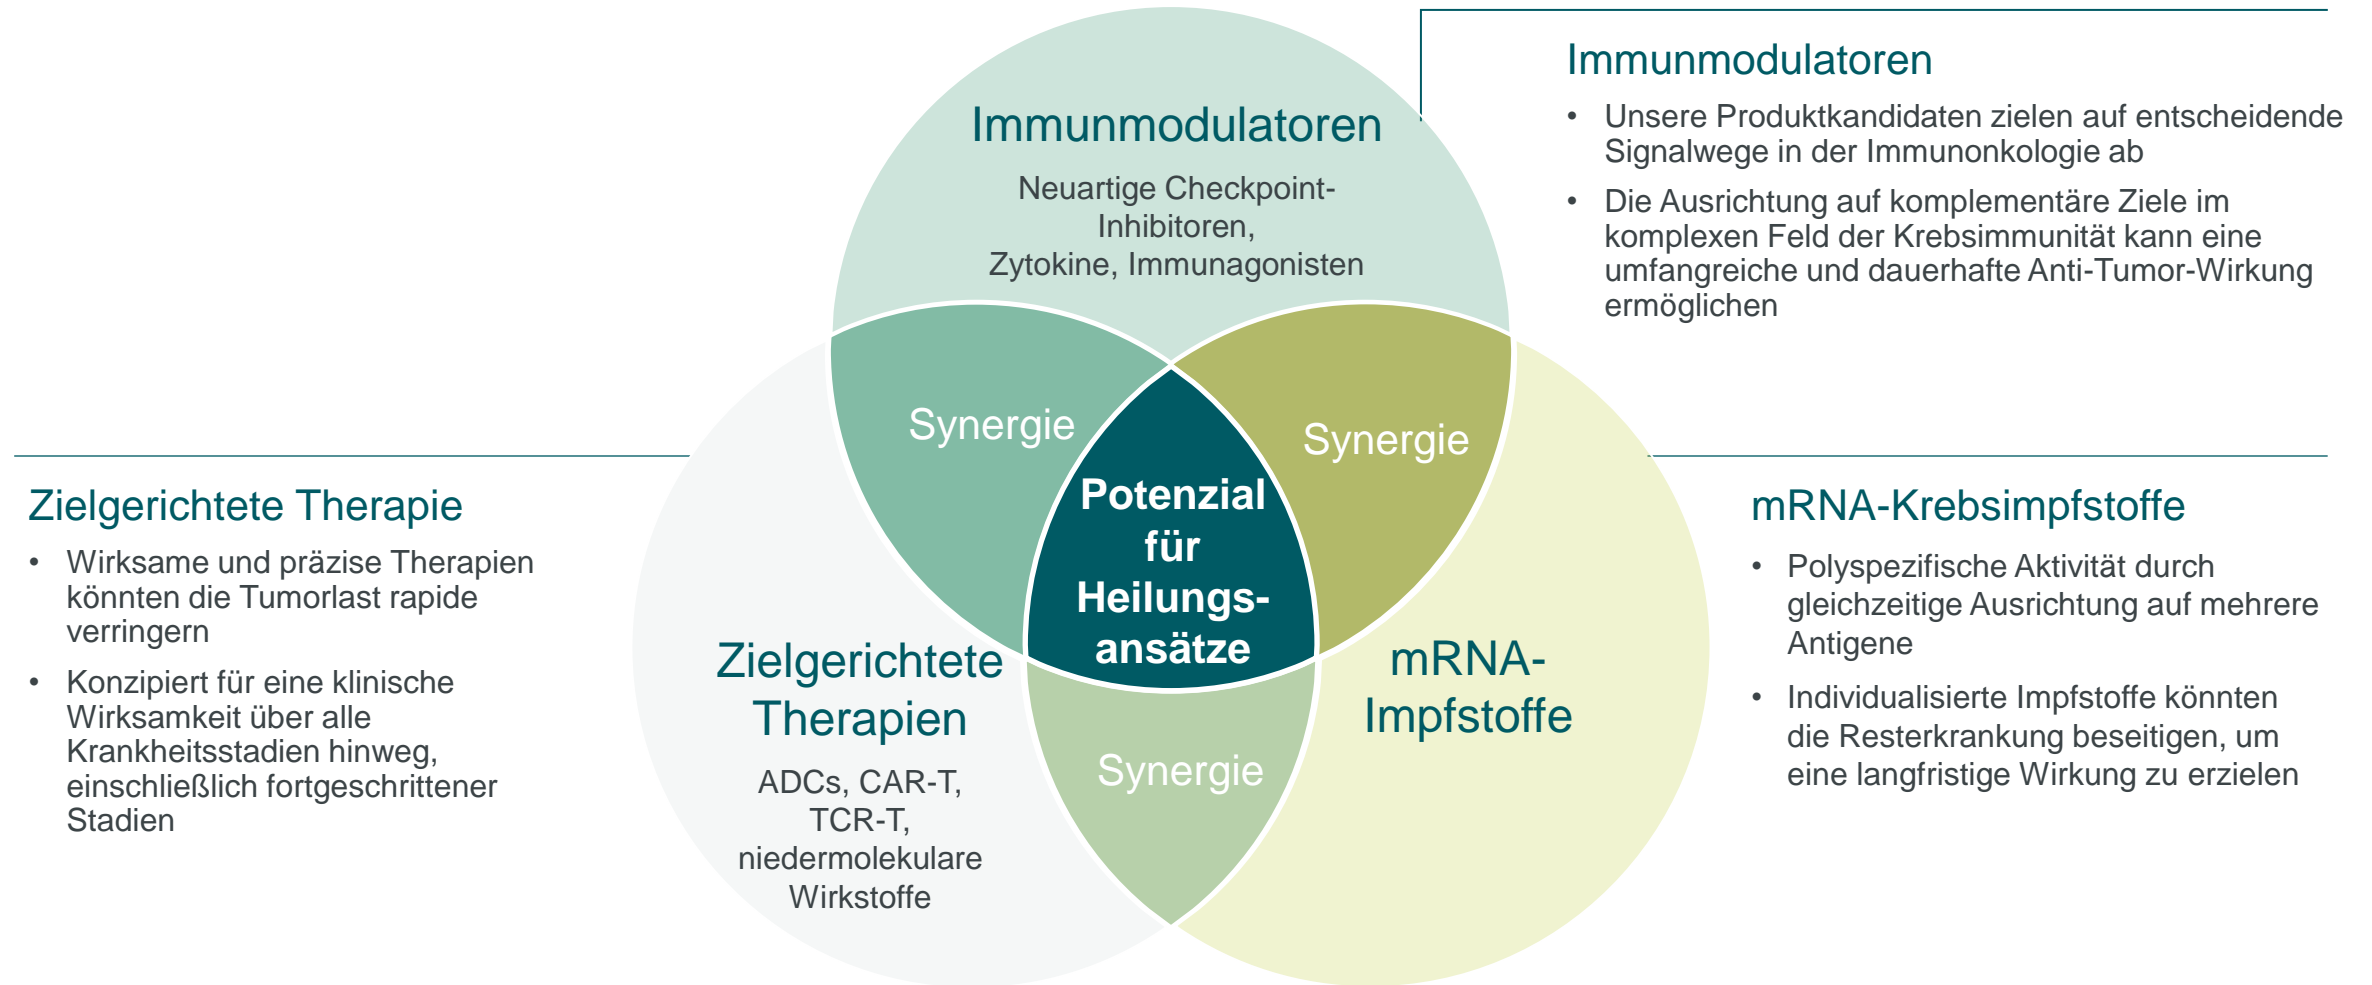 Immunmodulatoren
Neuartige Checkpoint-
Inhibitoren,
Zytokine, Immunagonisten
Immunmodulatoren
• Unsere Produktkandidaten zielen auf entscheidende
Signalwege in der Immunonkologie ab
• Die Ausrichtung auf komplementäre Ziele im
komplexen Feld der Krebsimmunität kann eine
umfangreiche und dauerhafte Anti-Tumor-Wirkung
ermöglichen
Synergie
Synergie
Potenzial
für
Heilungs-
ansätze
Zielgerichtete Therapie
• Wirksame und präzise Therapien
könnten die Tumorlast rapide
verringern
• Konzipiert für eine klinische
Wirksamkeit über alle
Krankheitsstadien hinweg,
einschließlich fortgeschrittener
Stadien
Zielgerichtete
Therapien
ADCs, CAR-T,
TCR-T,
niedermolekulare
Wirkstoffe
Synergie
mRNA-
Impfstoffe
mRNA-Krebsimpfstoffe
• Polyspezifische Aktivität durch
gleichzeitige Ausrichtung auf mehrere
Antigene
• Individualisierte Impfstoffe könnten
die Resterkrankung beseitigen, um
eine langfristige Wirkung zu erzielen